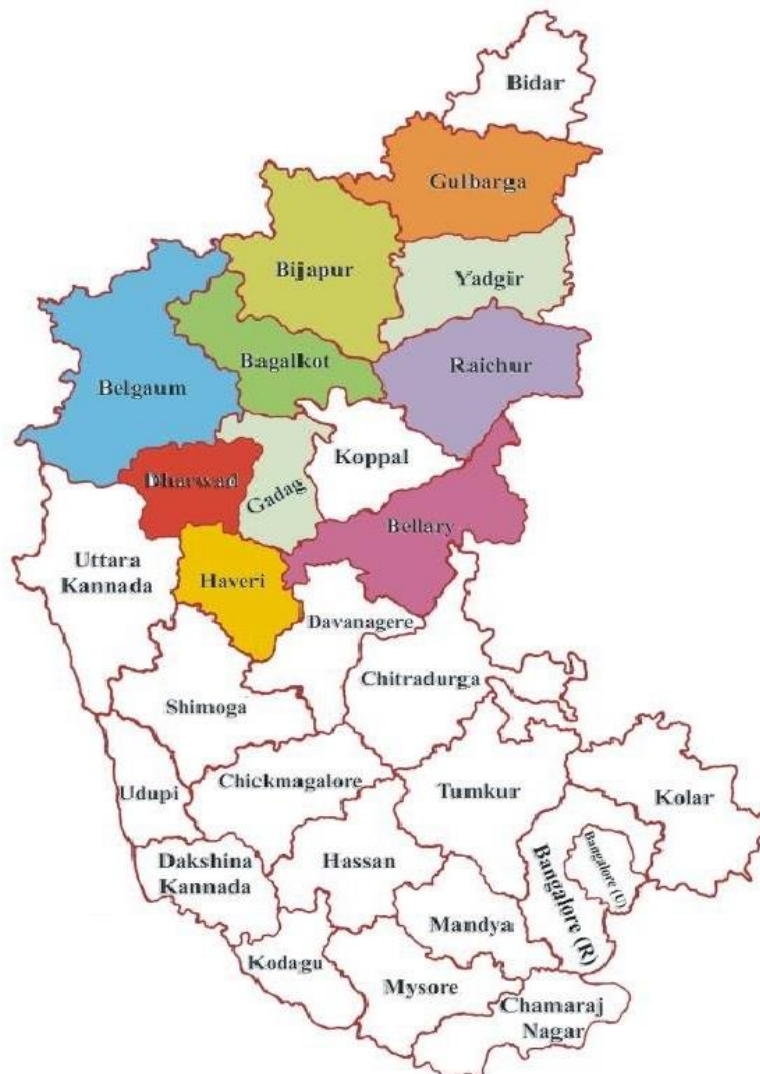 Bidar
Gulbarga
Bijapur
Yadgir
Bagalkot
Raichur
Belgaum
Koppal
Dharwad
Gadag
Bellary
Uttara
Kannada
Haveri
Davanagere
Chitradurga
Shimoga
Chickmagalore
Tumkur
Udupi
Kolar
Dakshina
Kannada
Hassan
Bangalore (U)
Bangalore (R)
Mandya
Kodagu
Mysore
Chamaraj
Nagar